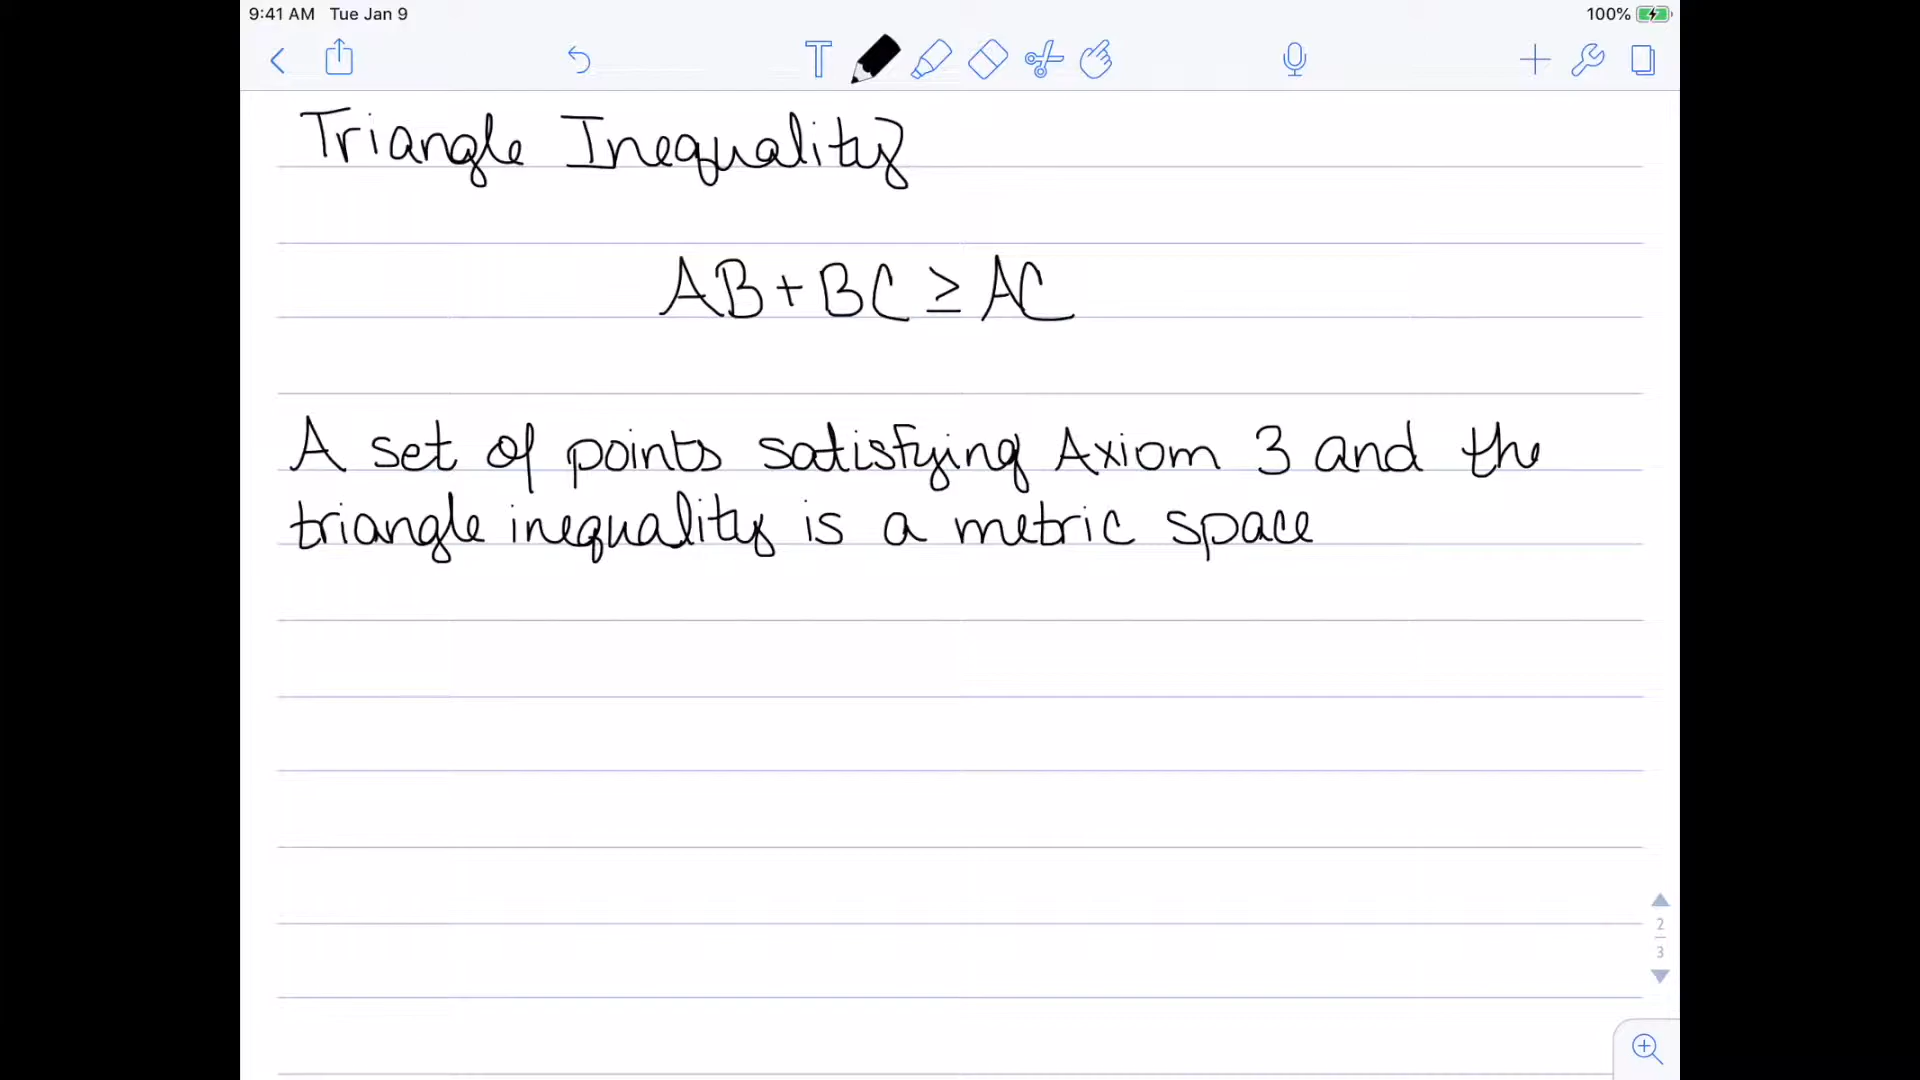 9:41 AM Tue Jan 9 100%
T
Triangle Inequality
AB + BC ≥ AC
A set of points satisfying Axiom 3 and the
triangle inequality is a metric space
2
3